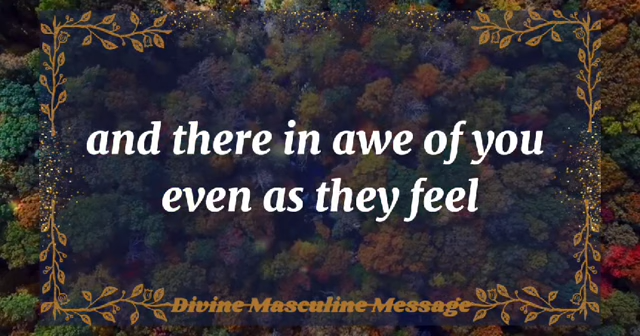 and there in awe of you
even as they feel
Divine Masculine Message